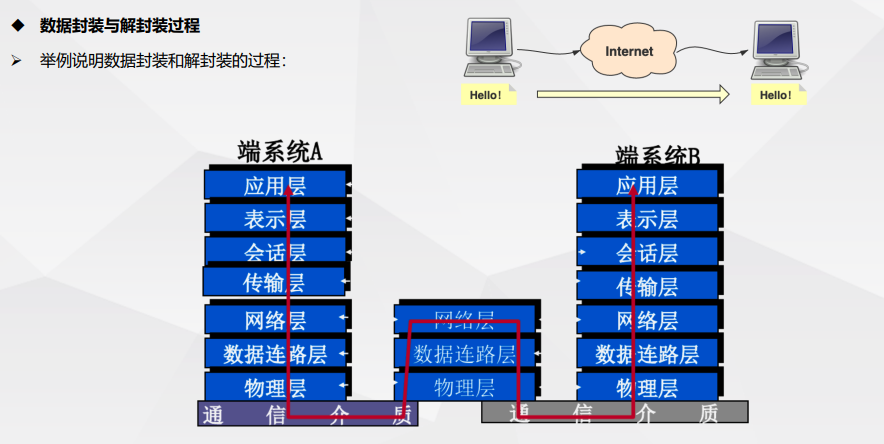 数据封装与解封装过程
举例说明数据封装和解封装的过程：
Internet
Hello!
Hello!
端系统A
端系统B
应用层
应用层
表示层
表示层
会话层
会话层
传输层
传输层
网络层
网络层
网络层
数据连路层
数据连路层
数据连路层
物理层
物理层
物理层
通 信 介 质
通 信 介 质